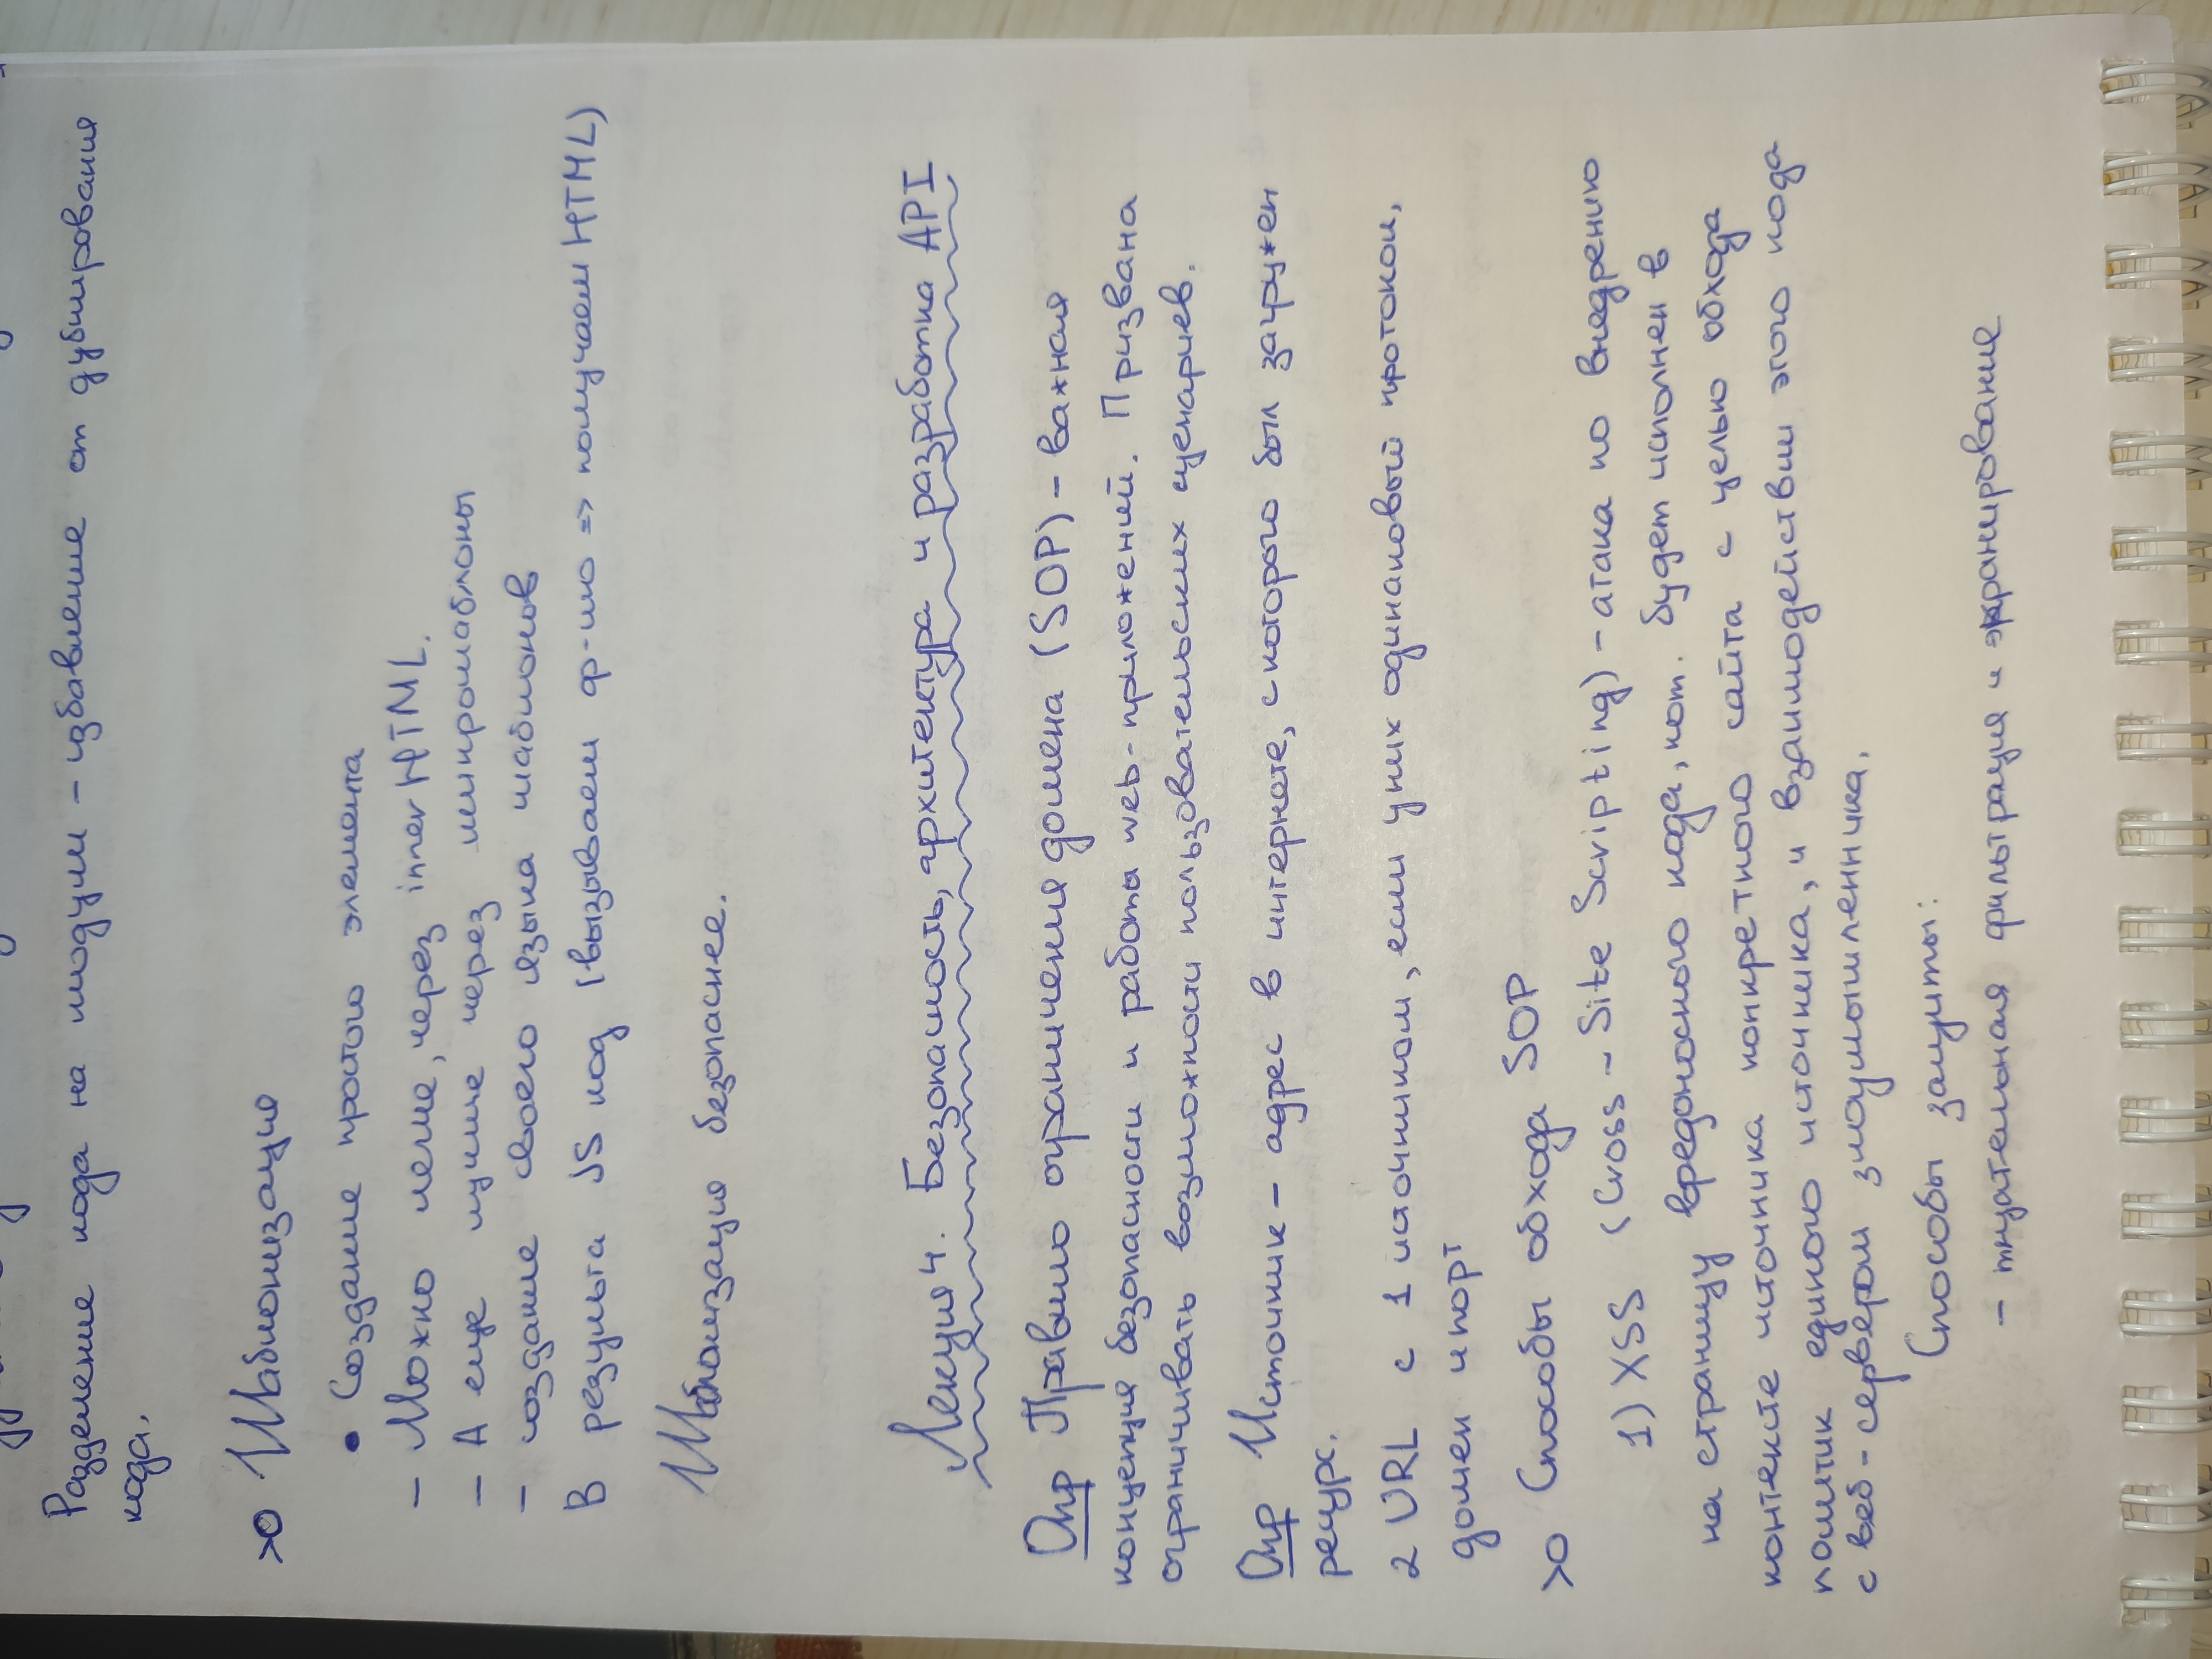 Разделение кода на модули – избавление от дублирования
кода.
>o Шаблонизация
• Создание простого элемента
– Можно легче, через innerHTML.
– А еще лучше через микрошаблоны
– создание своего языка шаблонов
В результа JS код (вызываем ф-ию => получаем HTML)
Шаблонизация безопаснее.
Лекция 4. Безопасность, архитектура и разработка API
Опр Правило ограничения домена (SOP) – важная
концепция безопасности и работы web-приложений. Призвана
ограничивать возможности пользовательских сценариев.
Опр Источник – адрес в интернете, с которого был загружен
ресурс.
2 URL с 1 источником, если у них одинаковый протокол,
домен и порт
>o Способы обхода SOP
1) XSS (Cross-Site Scripting) – атака по внедрению
на страницу вредоносного кода, кот. будет исполнен в
контексте источника конкретного сайта с целью обхода
политик единого источника, и взаимодействии этого кода
с веб-сервером злоумышленника.
Способы защиты:
– тщательная фильтрация и экранирование